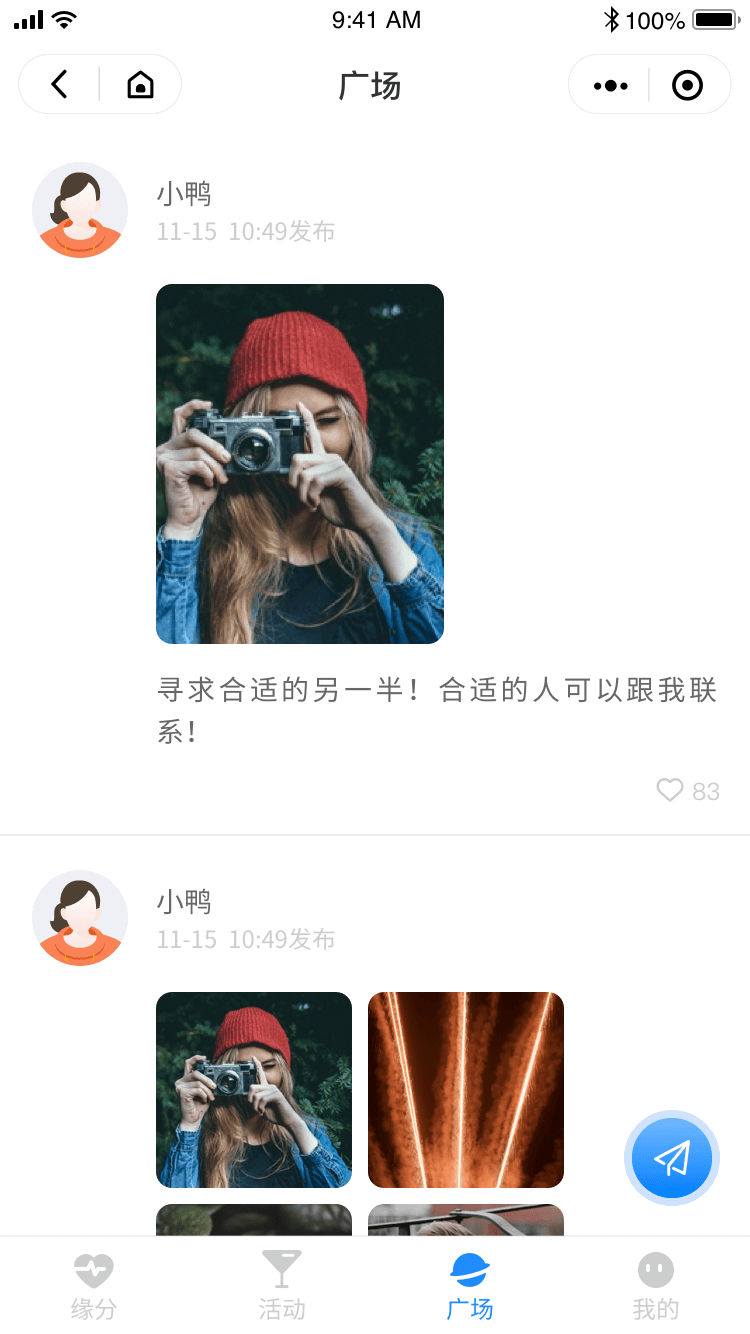 9:41 AM 100%
广场
小鸭
11-15 10:49发布
寻求合适的另一半！合适的人可以跟我联
系！
83
小鸭
11-15 10:49发布
缘分 活动 广场 我的